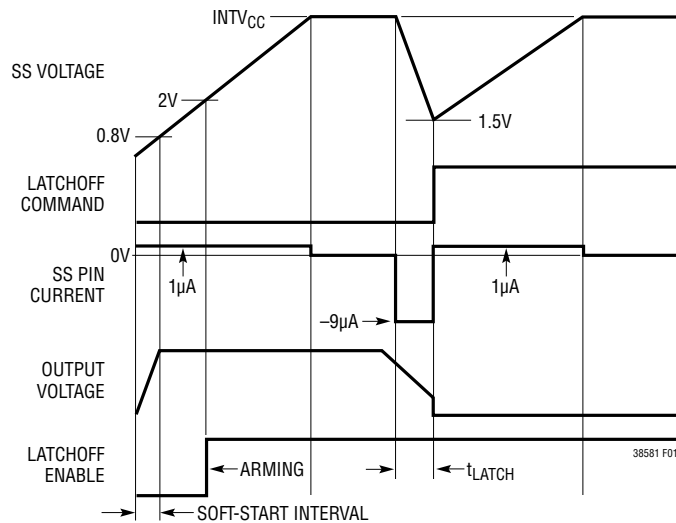 INTVCC
SS VOLTAGE
2V
0.8V
1.5V
LATCHOFF
COMMAND
0V
SS PIN
CURRENT
1µA
1µA
–9µA
OUTPUT
VOLTAGE
LATCHOFF
ENABLE
ARMING
tLATCH
38581 F01
SOFT-START INTERVAL